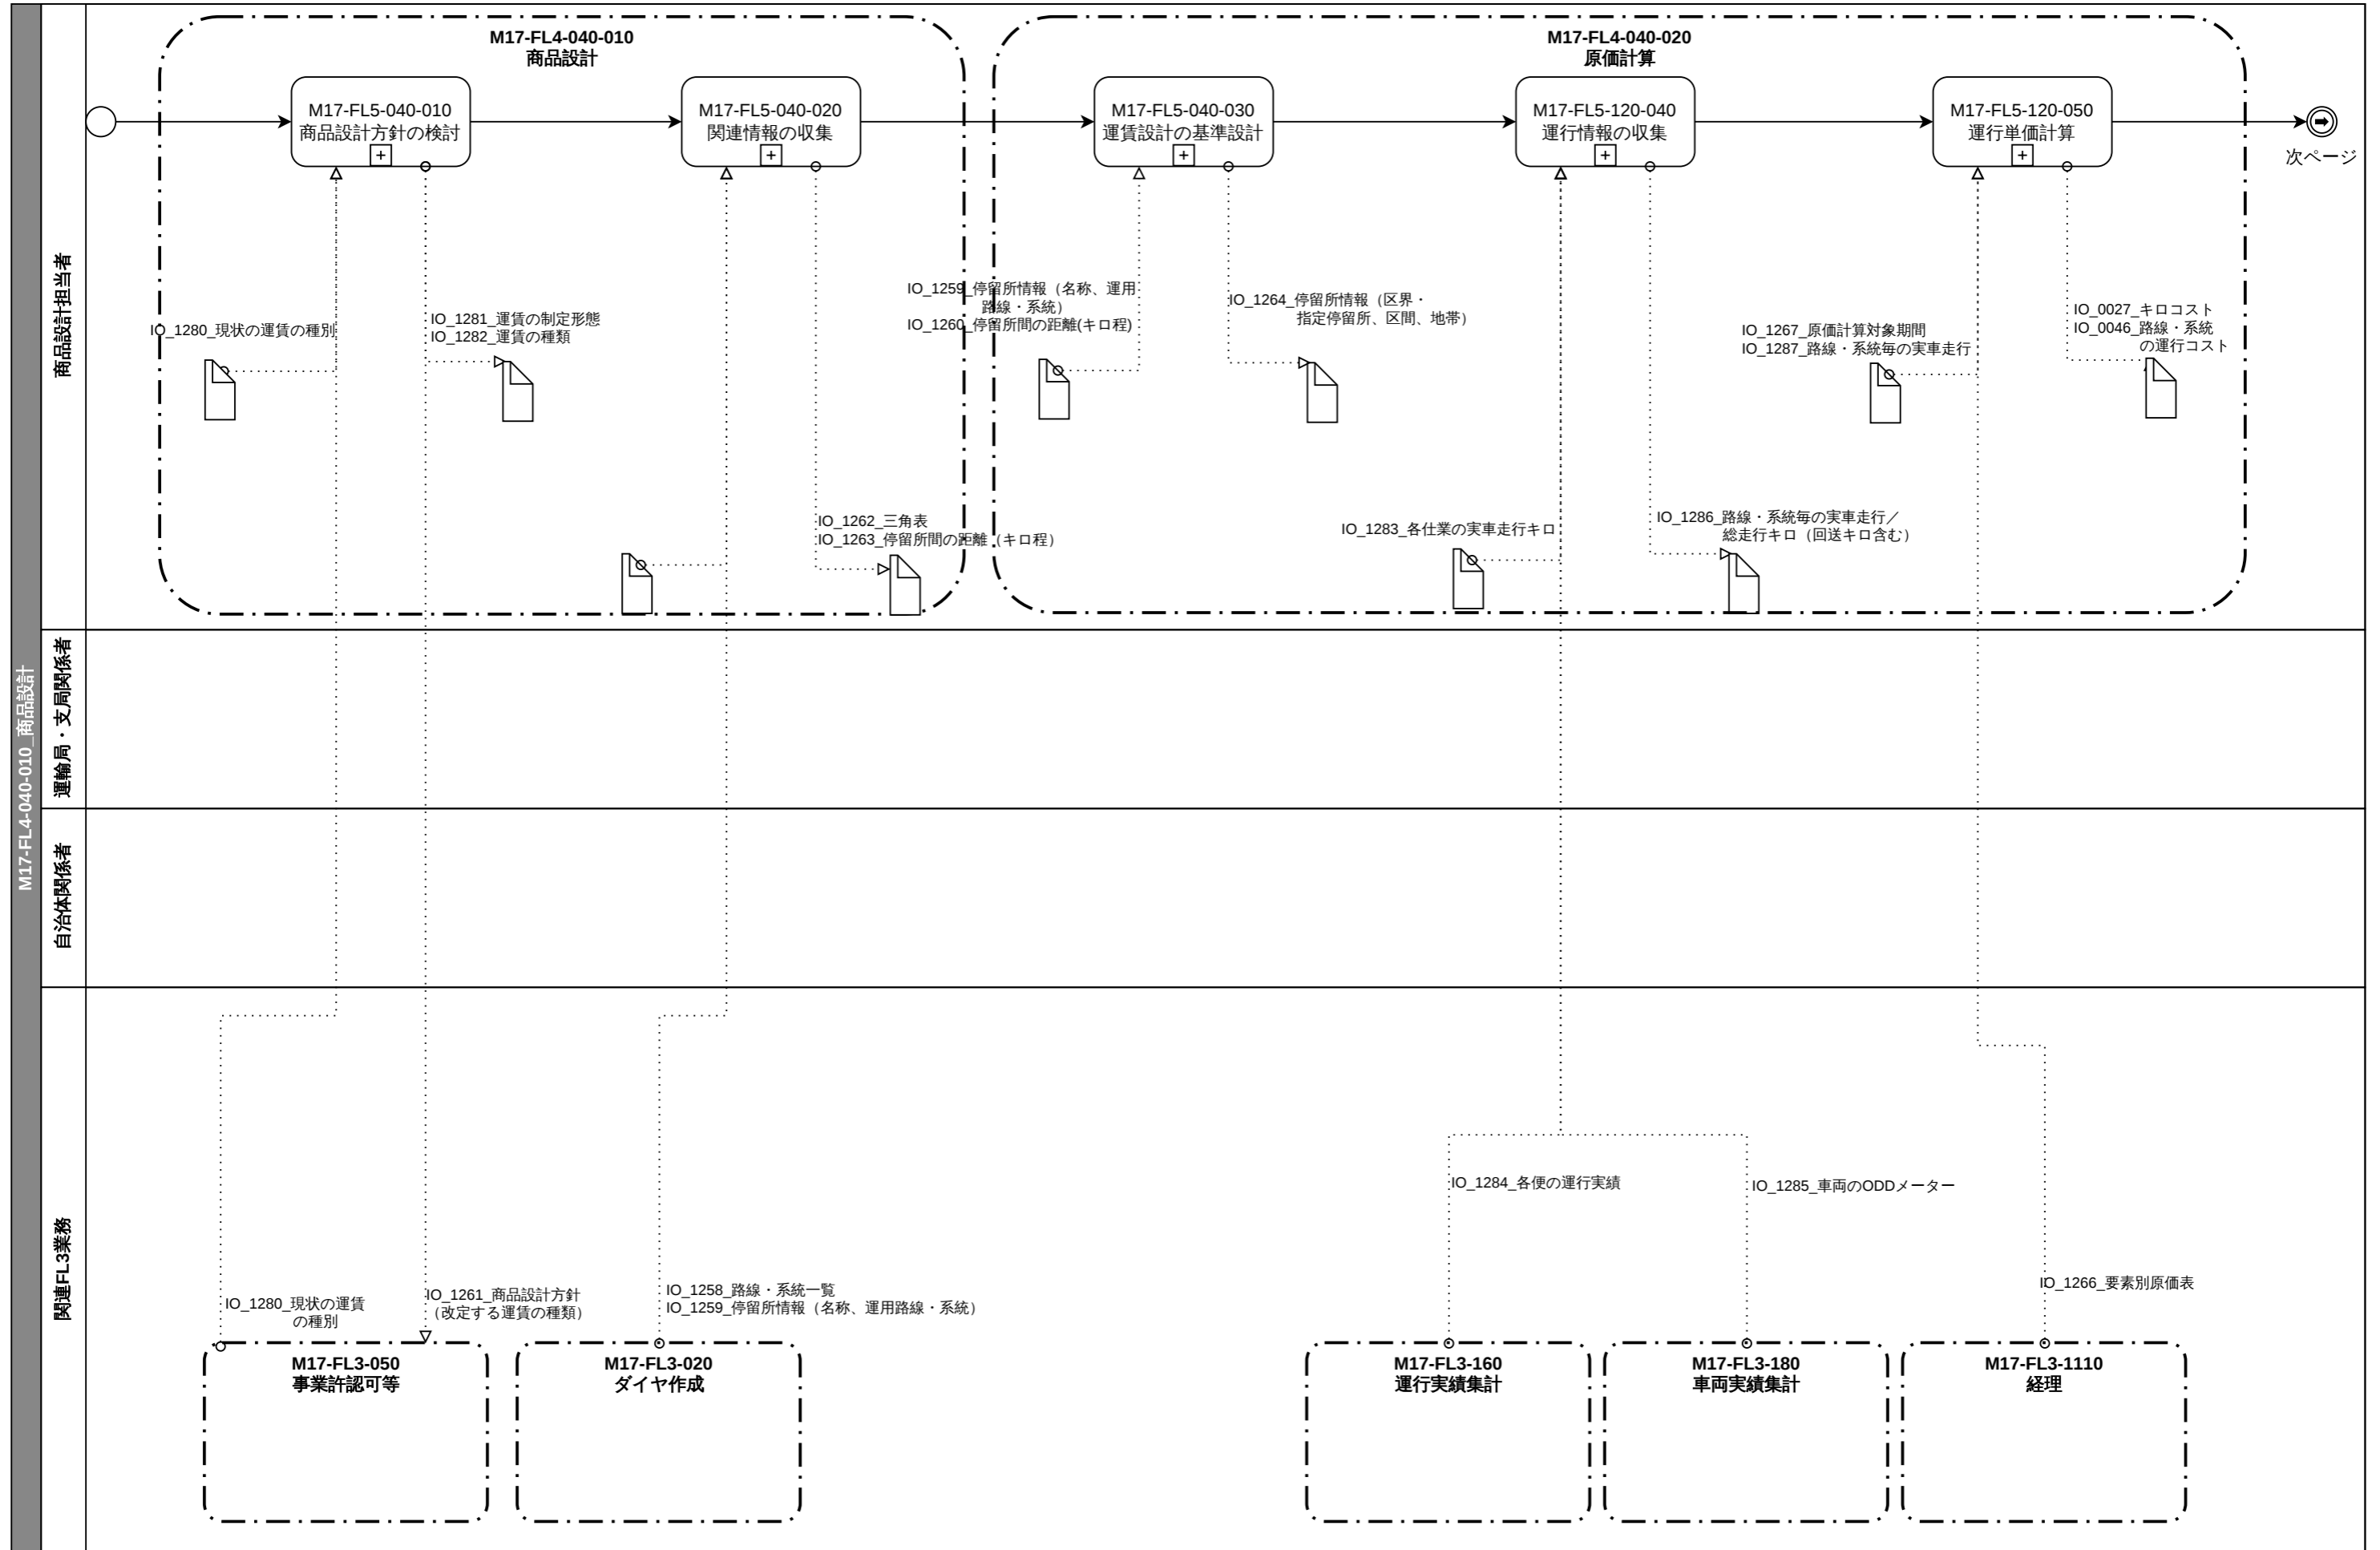 M17-FL4-040-010_商品設計
商品設計担当者
M17-FL4-040-010
商品設計
M17-FL4-040-020
原価計算
M17-FL5-040-010
商品設計方針の検討
+
M17-FL5-040-020
関連情報の収集
+
M17-FL5-040-030
運賃設計の基準設計
+
M17-FL5-120-040
運行情報の収集
+
M17-FL5-120-050
運行単価計算
+
次ページ
IO_1280_現状の運賃の種別
IO_1281_運賃の制定形態
IO_1282_運賃の種類
IO_1259_停留所情報（名称、運用
路線・系統）
IO_1260_停留所間の距離(キロ程)
IO_1264_停留所情報（区界・
指定停留所、区間、地帯）
IO_1267_原価計算対象期間
IO_1287_路線・系統毎の実車走行
IO_0027_キロコスト
IO_0046_路線・系統
の運行コスト
IO_1262_三角表
IO_1263_停留所間の距離（キロ程）
IO_1283_各仕業の実車走行キロ
IO_1286_路線・系統毎の実車走行／
総走行キロ（回送キロ含む）
運輸局・支局関係者
自治体関係者
関連FL3業務
IO_1284_各便の運行実績
IO_1285_車両のODDメーター
IO_1280_現状の運賃
の種別
IO_1261_商品設計方針
（改定する運賃の種類）
IO_1258_路線・系統一覧
IO_1259_停留所情報（名称、運用路線・系統）
IO_1266_要素別原価表
M17-FL3-050
事業許認可等
M17-FL3-020
ダイヤ作成
M17-FL3-160
運行実績集計
M17-FL3-180
車両実績集計
M17-FL3-1110
経理